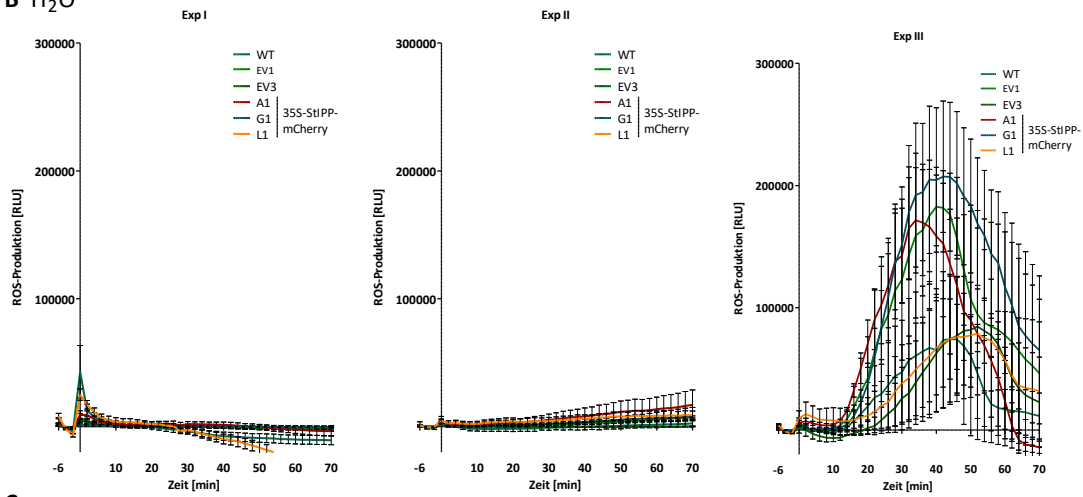 B H₂O
Exp I
300000
200000
100000
ROS-Produktion [RLU]
WT
EV1
EV3
A1
G1
L1
35S-StIPP-
mCherry
-6 10 20 30 40 50 60 70
Zeit [min]
Exp II
300000
200000
100000
ROS-Produktion [RLU]
WT
EV1
EV3
A1
G1
L1
35S-StIPP-
mCherry
-6 10 20 30 40 50 60 70
Zeit [min]
Exp III
300000
200000
100000
ROS-Produktion [RLU]
WT
EV1
EV3
A1
G1
L1
35S-StIPP-
mCherry
-6 10 20 30 40 50 60 70
Zeit [min]